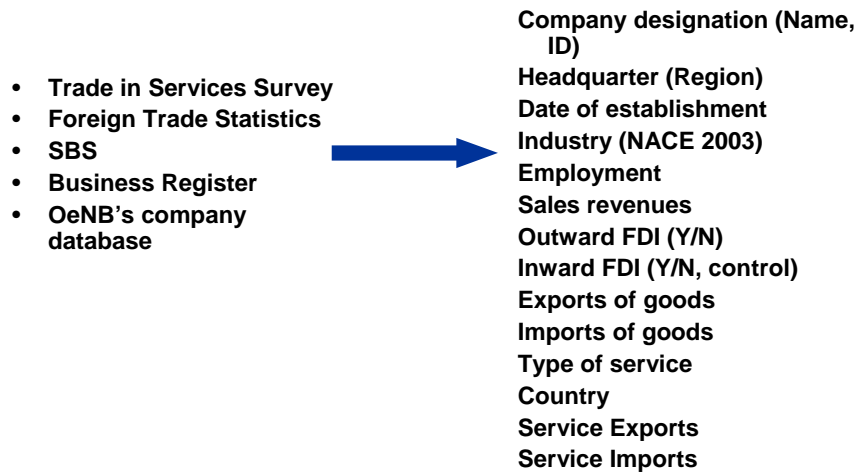 • Trade in Services Survey
• Foreign Trade Statistics
• SBS
• Business Register
• OeNB's company
database
Company designation (Name,
ID)
Headquarter (Region)
Date of establishment
Industry (NACE 2003)
Employment
Sales revenues
Outward FDI (Y/N)
Inward FDI (Y/N, control)
Exports of goods
Imports of goods
Type of service
Country
Service Exports
Service Imports